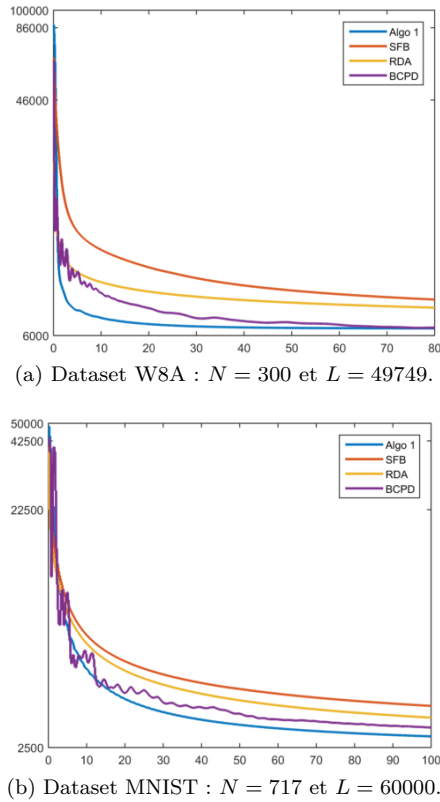 100000
86000
46000
6000
0 10 20 30 40 50 60 70 80
Algo 1
SFB
RDA
BCPD
(a) Dataset W8A : N = 300 et L = 49749.
50000
42500
22500
2500
0 10 20 30 40 50 60 70 80 90 100
Algo 1
SFB
RDA
BCPD
(b) Dataset MNIST : N = 717 et L = 60000.